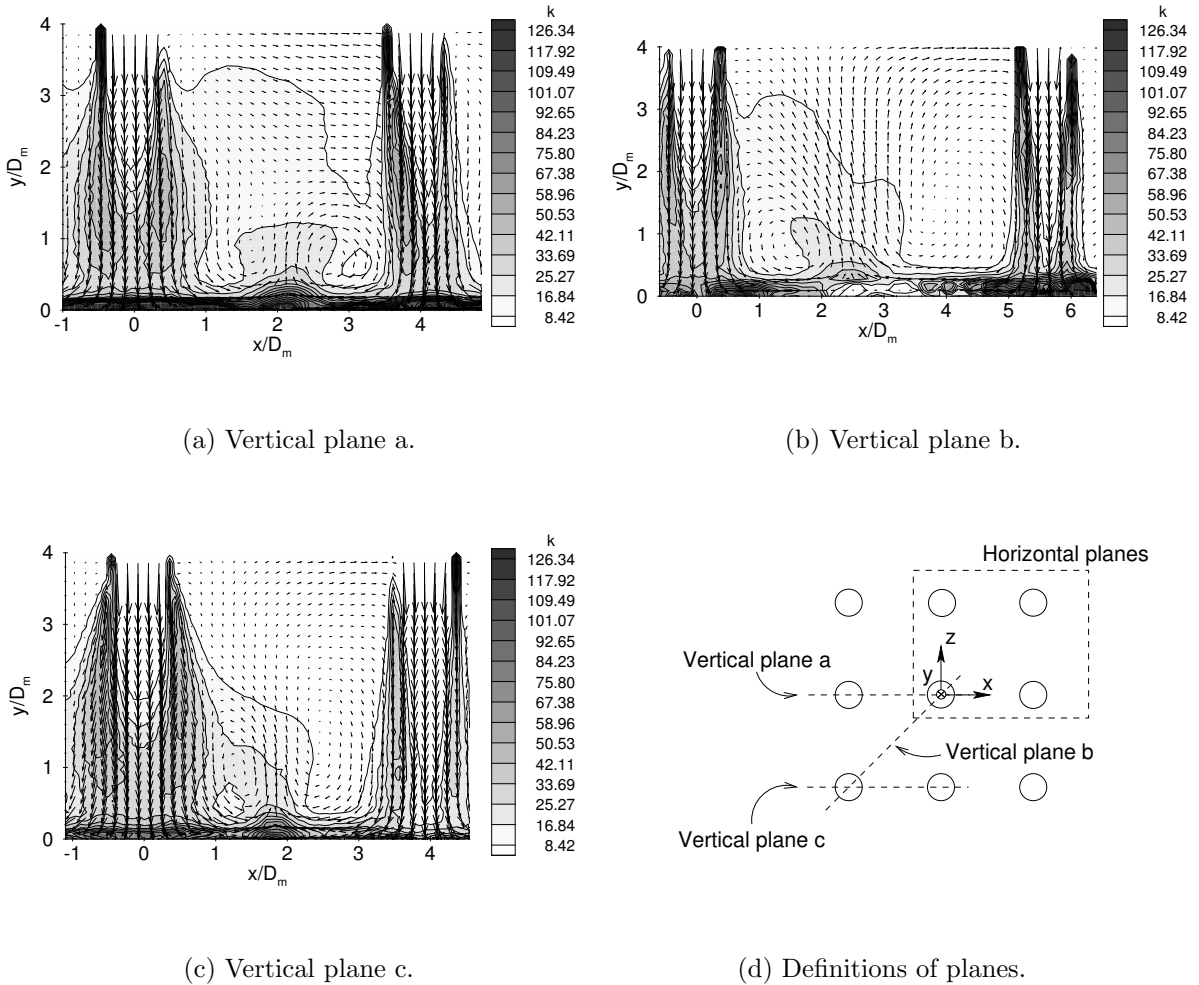 k
126.34
117.92
109.49
101.07
92.65
84.23
75.80
67.38
58.96
50.53
42.11
33.69
25.27
16.84
8.42
y/Dm
4
3
2
1
0
-1 0 1 2 3 4
x/Dm
(a) Vertical plane a.
k
126.34
117.92
109.49
101.07
92.65
84.23
75.80
67.38
58.96
50.53
42.11
33.69
25.27
16.84
8.42
y/Dm
4
3
2
1
0
0 1 2 3 4 5 6
x/Dm
(b) Vertical plane b.
k
126.34
117.92
109.49
101.07
92.65
84.23
75.80
67.38
58.96
50.53
42.11
33.69
25.27
16.84
8.42
y/Dm
4
3
2
1
0
-1 0 1 2 3 4
x/Dm
(c) Vertical plane c.
Horizontal planes
Vertical plane a
z
y
x
Vertical plane b
Vertical plane c
(d) Definitions of planes.